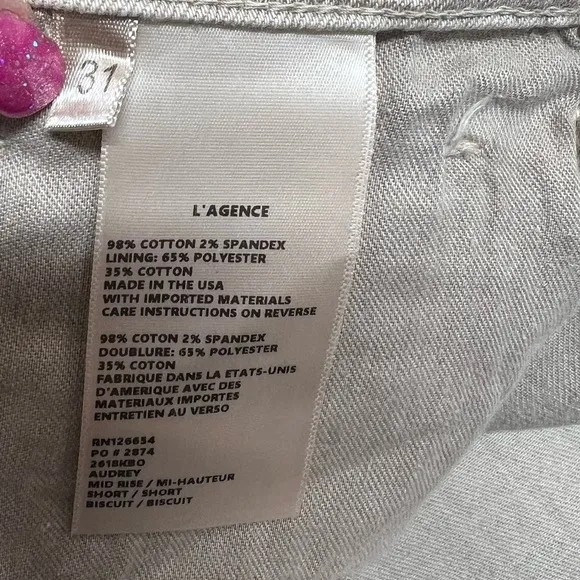 31
L'AGENCE
98% COTTON 2% SPANDEX
LINING: 65% POLYESTER
35% COTTON
MADE IN THE USA
WITH IMPORTED MATERIALS
CARE INSTRUCTIONS ON REVERSE
98% COTON 2% SPANDEX
DOUBLURE: 65% POLYESTER
35% COTON
FABRIQUE DANS LA ETATS-UNIS
D'AMERIQUE AVEC DES
MATERIAUX IMPORTES
ENTRETIEN AU VERSO
RN126654
PO # 2874
2618KBO
AUDREY
MID RISE / MI-HAUTEUR
SHORT / SHORT
BISCUIT / BISCUIT